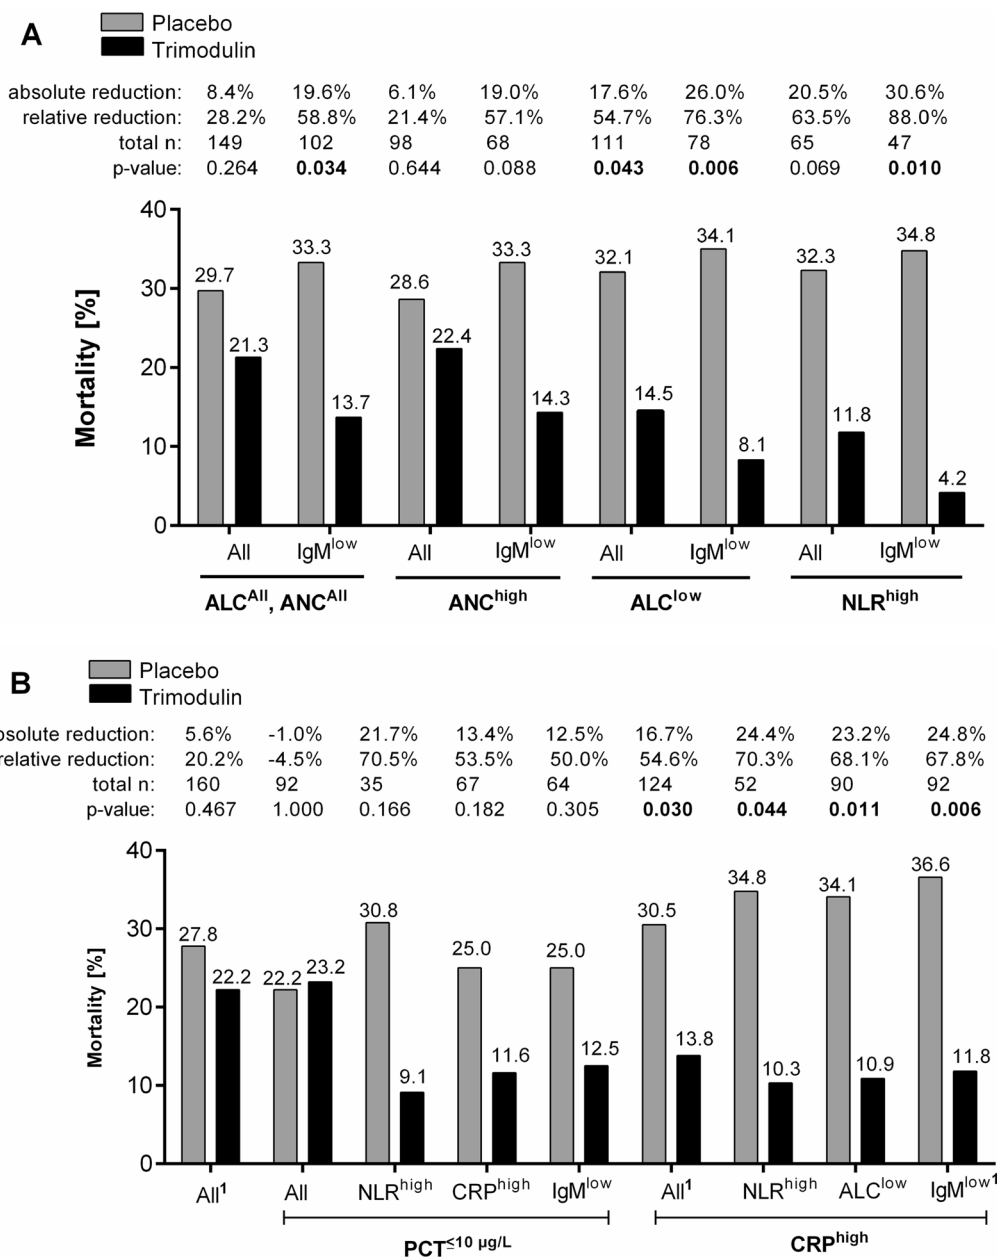 A
Placebo
Trimodulin
absolute reduction: 8.4% 19.6% 6.1% 19.0% 17.6% 26.0% 20.5% 30.6%
relative reduction: 28.2% 58.8% 21.4% 57.1% 54.7% 76.3% 63.5% 88.0%
total n: 149 102 98 68 111 78 65 47
p-value: 0.264 0.034 0.644 0.088 0.043 0.006 0.069 0.010
Mortality [%]
40
30
20
10
0
29.7 21.3 33.3 13.7 28.6 22.4 33.3 14.3 32.1 14.5 34.1 8.1 32.3 11.8 34.8 4.2
All IgMlow All IgMlow All IgMlow All IgMlow
ALCAll, ANCAll ANChigh ALClow NLRhigh
B
Placebo
Trimodulin
solute reduction: 5.6% -1.0% 21.7% 13.4% 12.5% 16.7% 24.4% 23.2% 24.8%
relative reduction: 20.2% -4.5% 70.5% 53.5% 50.0% 54.6% 70.3% 68.1% 67.8%
total n: 160 92 35 67 64 124 52 90 92
p-value: 0.467 1.000 0.166 0.182 0.305 0.030 0.044 0.011 0.006
Mortality [%]
40
30
20
10
0
27.8 22.2 22.2 23.2 30.8 9.1 25.0 11.6 25.0 12.5 30.5 13.8 34.8 10.3 34.1 10.9 36.6 11.8
All1 All NLRhigh CRPhigh IgMlow All1 NLRhigh ALClow IgMlow1
PCT≤10 µg/L CRPhigh